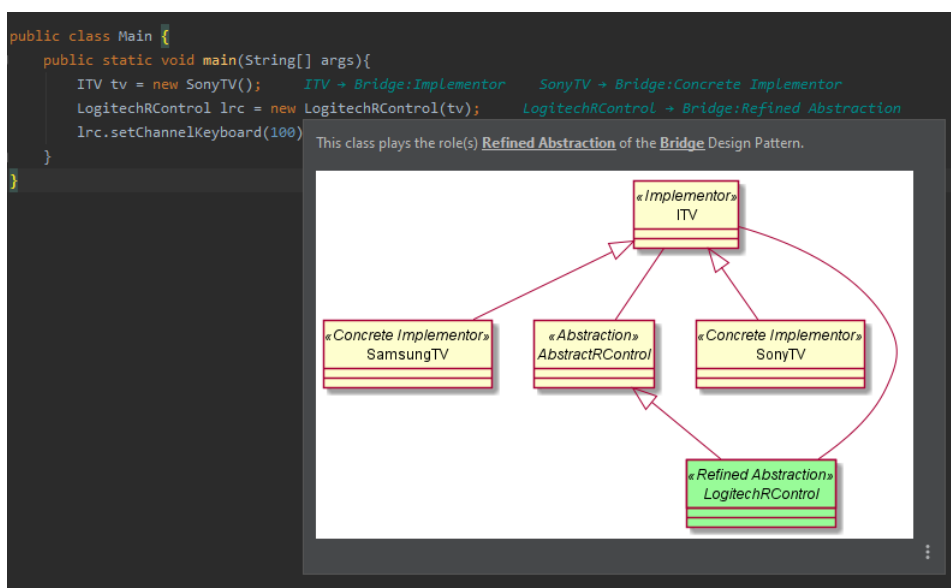 public class Main {
public static void main(String[] args){
ITV tv = new SonyTV(); ITV → Bridge:Implementor SonyTV → Bridge:Concrete Implementor
LogitechRControl lrc = new LogitechRControl(tv); LogitechRControl → Bridge:Refined Abstraction
lrc.setChannelKeyboard(100)
}
}
This class plays the role(s) Refined Abstraction of the Bridge Design Pattern.
«Implementor»
ITV
«Concrete Implementor»
SamsungTV
«Abstraction»
AbstractRControl
«Concrete Implementor»
SonyTV
«Refined Abstraction»
LogitechRControl